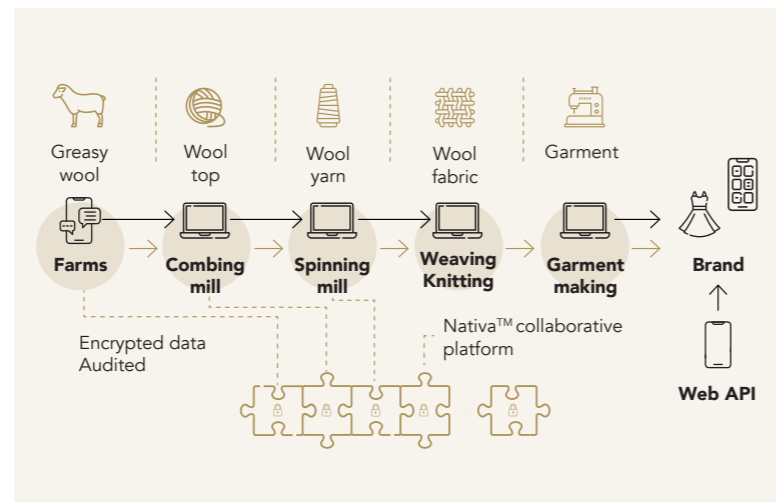 Greasy
wool
Wool
top
Wool
yarn
Wool
fabric
Garment
Farms
Combing
mill
Spinning
mill
Weaving
Knitting
Garment
making
Brand
Encrypted data
Audited
Nativa™ collaborative
platform
Web API